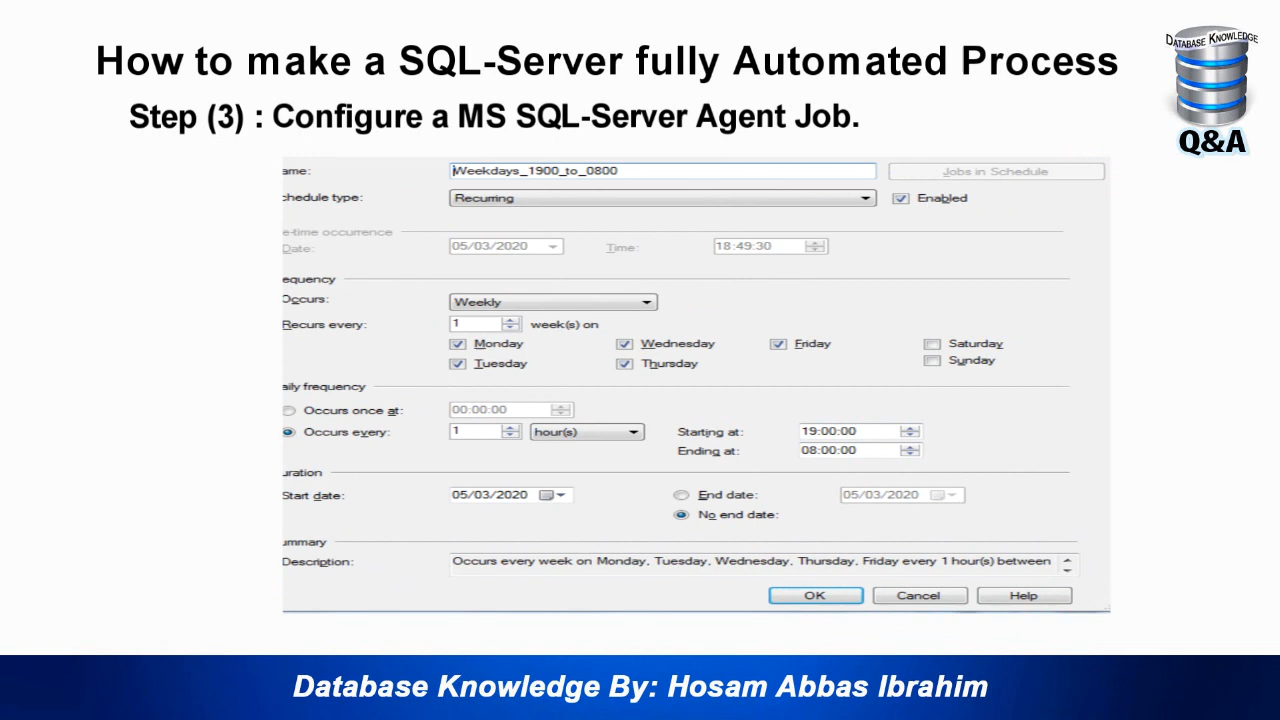 How to make a SQL-Server fully Automated Process
DATABASE KNOWLEDGE
Q&A
Step (3) : Configure a MS SQL-Server Agent Job.
ame: Weekdays_1900_to_0800 Jobs in Schedule
chedule type: Recurring Enabled
e-time occurrence
Date: 05/03/2020 Time: 18:49:30
equency
Occurs: Weekly
Recurs every: 1 week(s) on
Monday Wednesday Friday Saturday
Tuesday Thursday Sunday
aily frequency
Occurs once at: 00:00:00
Occurs every: 1 hour(s) Starting at: 19:00:00
Ending at: 08:00:00
uration
Start date: 05/03/2020 End date: 05/03/2020
No end date:
ummary
Description: Occurs every week on Monday, Tuesday, Wednesday, Thursday, Friday every 1 hour(s) between
OK Cancel Help
Database Knowledge By: Hosam Abbas Ibrahim